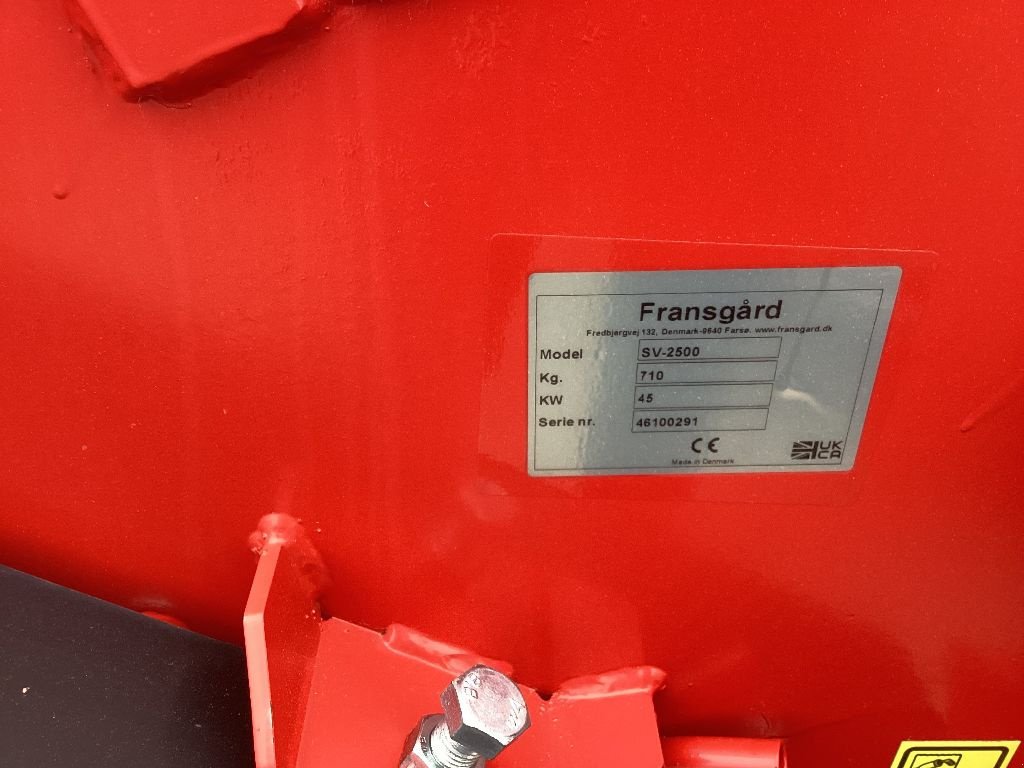 Fransgård
Fredbjergvej 132, Denmark-9640 Farsø. www.fransgard.dk
Model SV-2500
Kg. 710
KW 45
Serie nr. 46100291
CE UK
CA
Made in Denmark